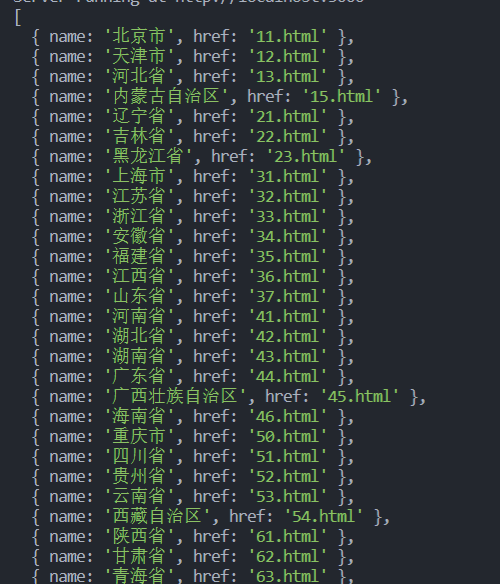 Server running at http://localhost:3000
[
{ name: '北京市', href: '11.html' },
{ name: '天津市', href: '12.html' },
{ name: '河北省', href: '13.html' },
{ name: '内蒙古自治区', href: '15.html' },
{ name: '辽宁省', href: '21.html' },
{ name: '吉林省', href: '22.html' },
{ name: '黑龙江省', href: '23.html' },
{ name: '上海市', href: '31.html' },
{ name: '江苏省', href: '32.html' },
{ name: '浙江省', href: '33.html' },
{ name: '安徽省', href: '34.html' },
{ name: '福建省', href: '35.html' },
{ name: '江西省', href: '36.html' },
{ name: '山东省', href: '37.html' },
{ name: '河南省', href: '41.html' },
{ name: '湖北省', href: '42.html' },
{ name: '湖南省', href: '43.html' },
{ name: '广东省', href: '44.html' },
{ name: '广西壮族自治区', href: '45.html' },
{ name: '海南省', href: '46.html' },
{ name: '重庆市', href: '50.html' },
{ name: '四川省', href: '51.html' },
{ name: '贵州省', href: '52.html' },
{ name: '云南省', href: '53.html' },
{ name: '西藏自治区', href: '54.html' },
{ name: '陕西省', href: '61.html' },
{ name: '甘肃省', href: '62.html' },
{ name: '青海省', href: '63.html' },